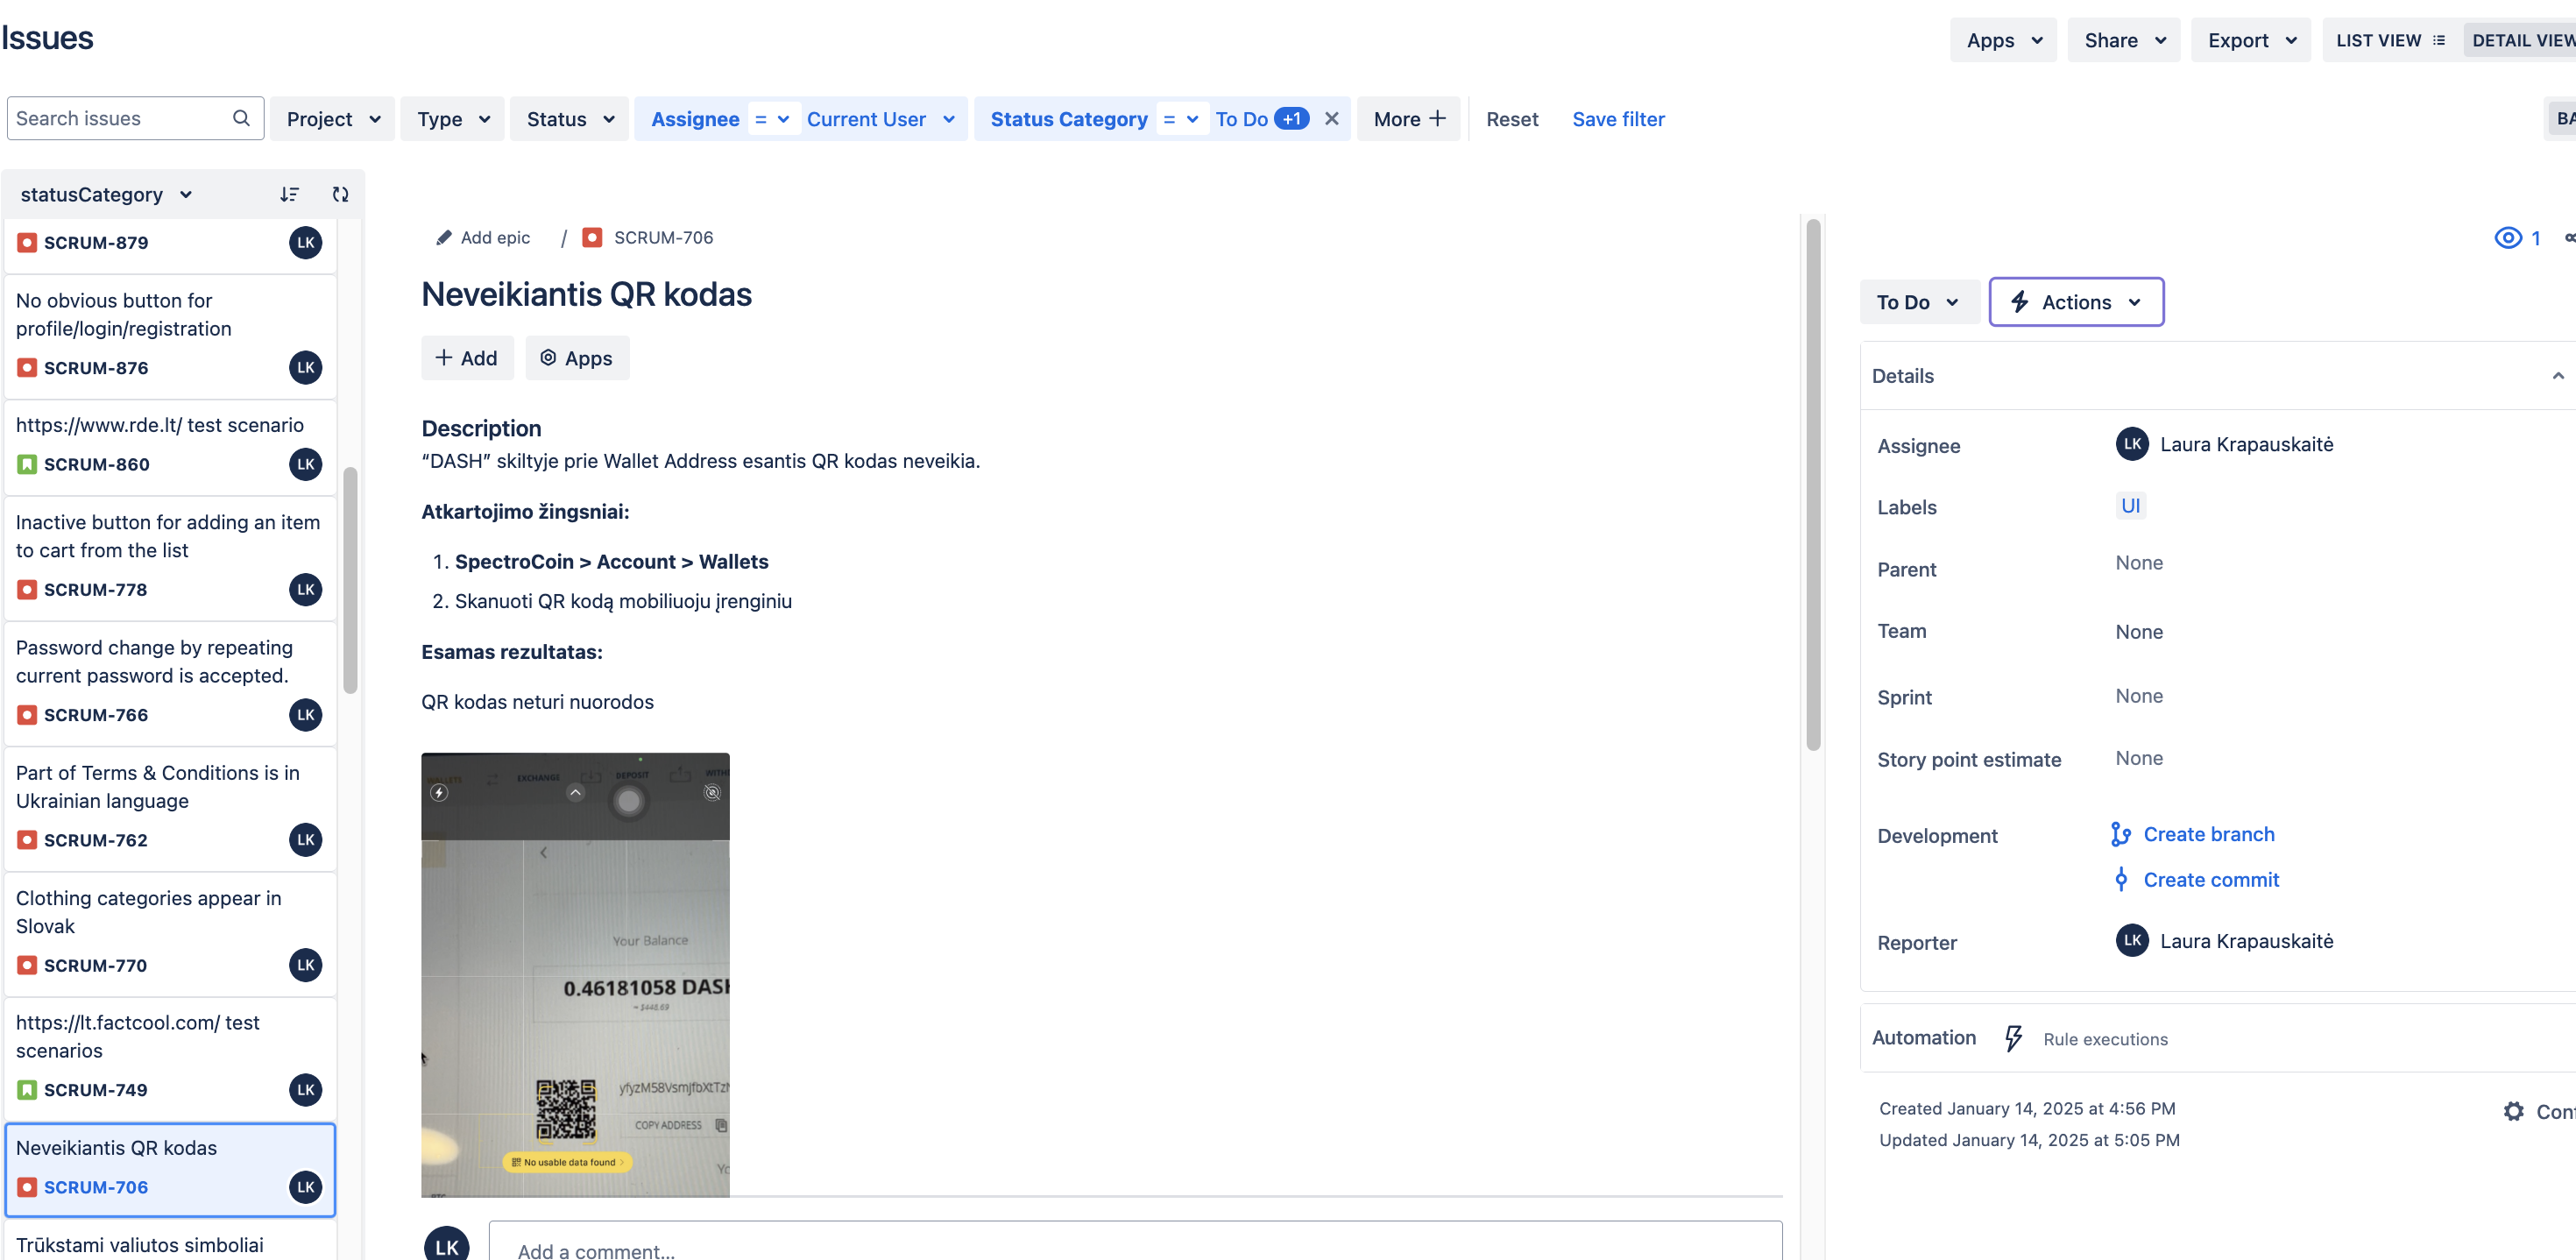 Issues
Apps
Share
Export
LIST VIEW
DETAIL VIEW
Search issues
Project
Type
Status
Assignee = Current User
Status Category = To Do +1
More
Reset
Save filter
BA
statusCategory
SCRUM-879
LK
No obvious button for
profile/login/registration
SCRUM-876
LK
https://www.rde.lt/ test scenario
SCRUM-860
LK
Inactive button for adding an item
to cart from the list
SCRUM-778
LK
Password change by repeating
current password is accepted.
SCRUM-766
LK
Part of Terms & Conditions is in
Ukrainian language
SCRUM-762
LK
Clothing categories appear in
Slovak
SCRUM-770
LK
https://lt.factcool.com/ test
scenarios
SCRUM-749
LK
Neveikiantis QR kodas
SCRUM-706
LK
Trūkstami valiutos simboliai
Add epic / SCRUM-706
Neveikiantis QR kodas
Add
Apps
Description
“DASH” skiltyje prie Wallet Address esantis QR kodas neveikia.
Atkartojimo žingsniai:
1. SpectroCoin > Account > Wallets
2. Skanuoti QR kodą mobiliuoju įrenginiu
Esamas rezultatas:
QR kodas neturi nuorodos
WALLETS
EXCHANGE
DEPOSIT
WITH
Your Balance
0.46181058 DASH
≈ $448.69
COPY ADDRESS
No usable data found
LK
Add a comment...
1
To Do
Actions
Details
Assignee
LK Laura Krapauskaitė
Labels
UI
Parent
None
Team
None
Sprint
None
Story point estimate
None
Development
Create branch
Create commit
Reporter
LK Laura Krapauskaitė
Automation
Rule executions
Created January 14, 2025 at 4:56 PM
Updated January 14, 2025 at 5:05 PM
Con